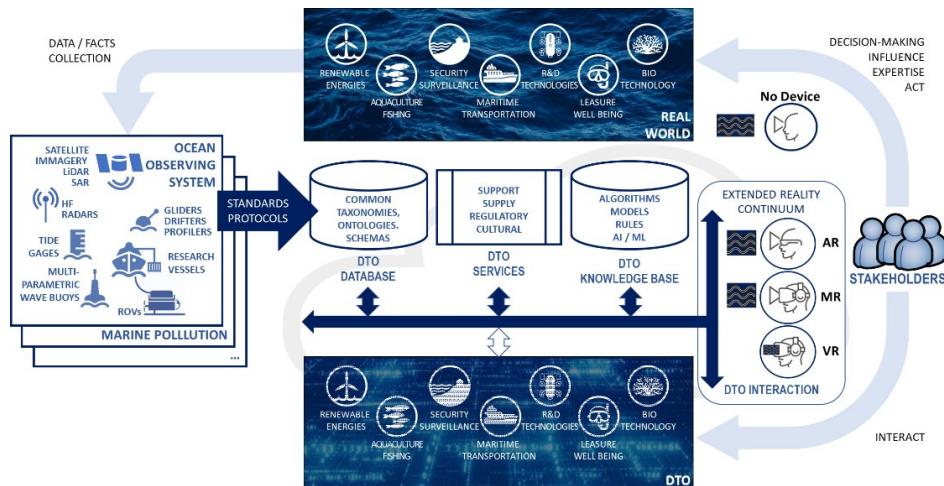 DATA / FACTS
COLLECTION
RENEWABLE
ENERGIES
AQUACULTURE
FISHING
SECURITY
SURVEILLANCE
MARITIME
TRANSPORTATION
R&D
TECHNOLOGIES
LEASURE
WELL BEING
BIO
TECHNOLOGY
REAL
WORLD
DECISION-MAKING
INFLUENCE
EXPERTISE
ACT
No Device
OCEAN
OBSERVING
SYSTEM
SATELLITE
IMMAGERY
LiDAR
SAR
HF
RADARS
GLIDERS
DRIFTERS
PROFILERS
TIDE
GAGES
RESEARCH
VESSELS
MULTI-
PARAMETRIC
WAVE BUOYS
ROVs
MARINE POLLLUTION
...
STANDARDS
PROTOCOLS
COMMON
TAXONOMIES,
ONTOLOGIES.
SCHEMAS
DTO
DATABASE
SUPPORT
SUPPLY
REGULATORY
CULTURAL
DTO
SERVICES
ALGORITHMS
MODELS
RULES
AI / ML
DTO
KNOWLEDGE BASE
EXTENDED REALITY
CONTINUUM
AR
MR
VR
DTO INTERACTION
STAKEHOLDERS
RENEWABLE
ENERGIES
AQUACULTURE
FISHING
SECURITY
SURVEILLANCE
MARITIME
TRANSPORTATION
R&D
TECHNOLOGIES
LEASURE
WELL BEING
BIO
TECHNOLOGY
DTO
INTERACT